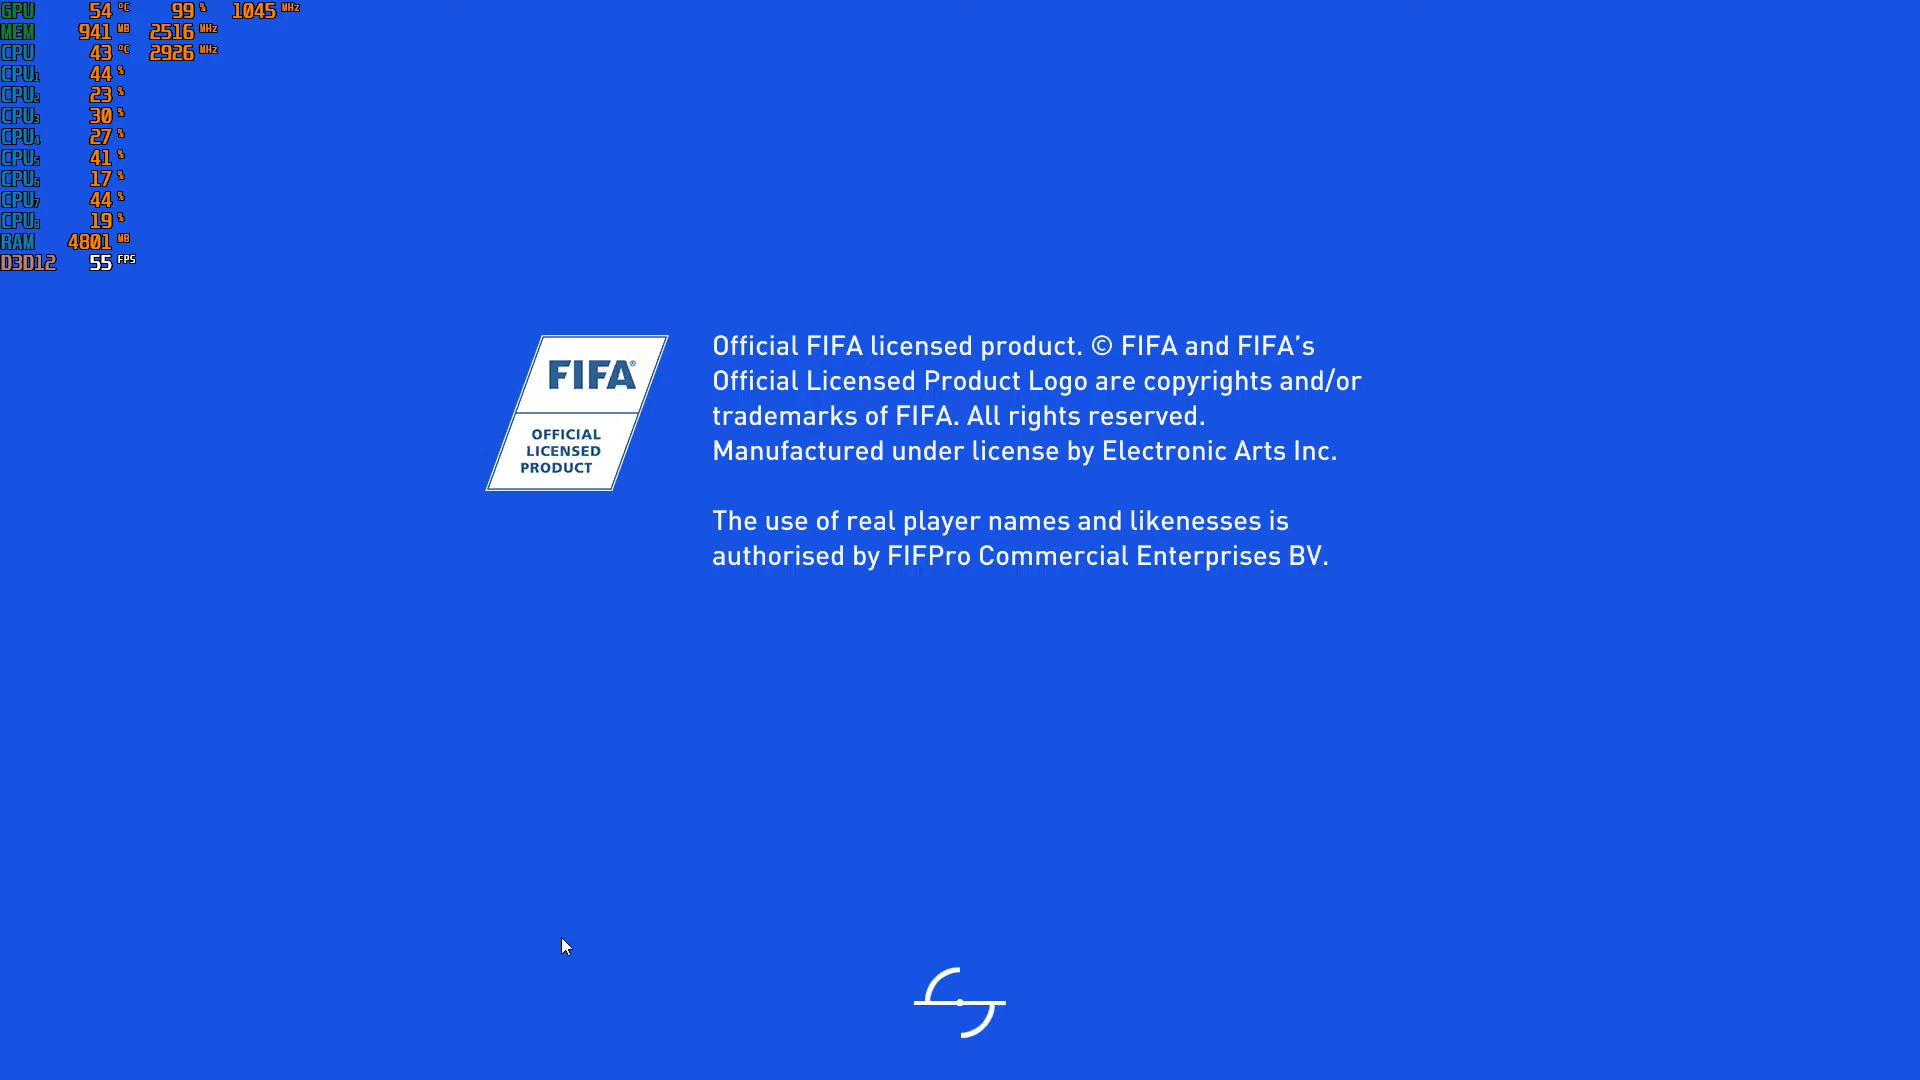 GPU 54 °C 99 % 1045 MHz
MEM 941 MB 2516 MHz
CPU 43 °C 2926 MHz
CPU1 44 %
CPU2 23 %
CPU3 30 %
CPU4 27 %
CPU5 41 %
CPU6 17 %
CPU7 44 %
CPU8 19 %
RAM 4801 MB
D3D12 55 FPS
FIFA®
OFFICIAL
LICENSED
PRODUCT
Official FIFA licensed product. © FIFA and FIFA’s
Official Licensed Product Logo are copyrights and/or
trademarks of FIFA. All rights reserved.
Manufactured under license by Electronic Arts Inc.
The use of real player names and likenesses is
authorised by FIFPro Commercial Enterprises BV.